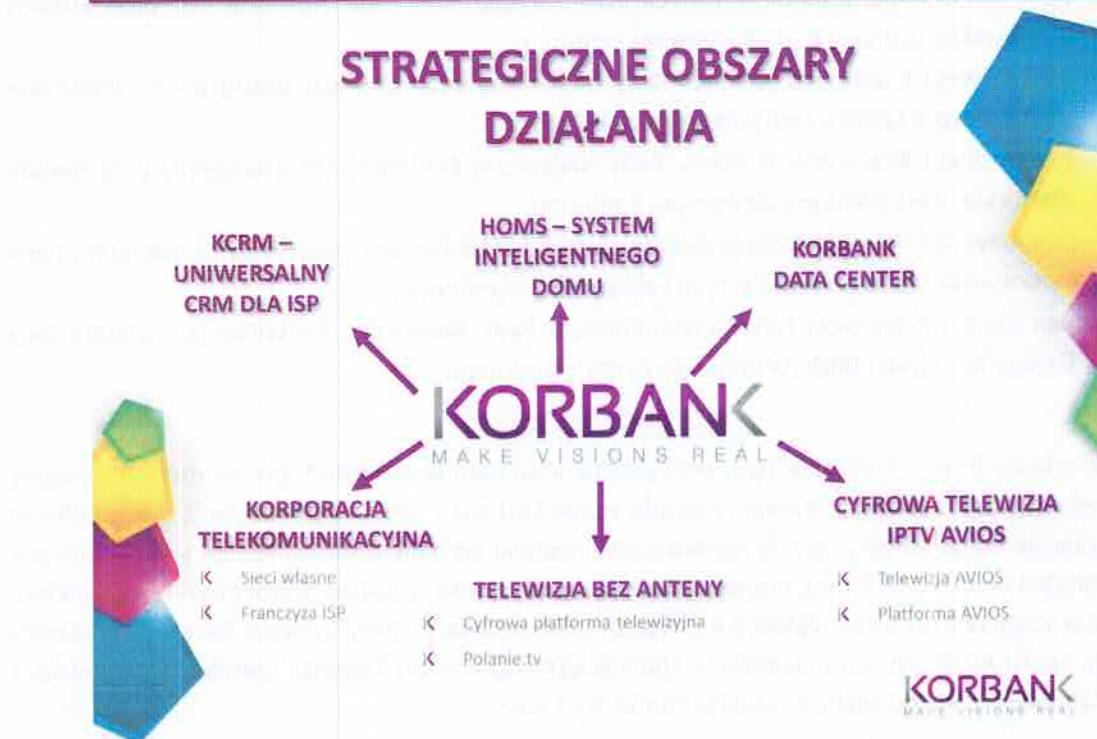 STRATEGICZNE OBSZARY
DZIAŁANIA
KCRM –
UNIWERSALNY
CRM DLA ISP
HOMS – SYSTEM
INTELIGENTNEGO
DOMU
KORBANK
DATA CENTER
KORBANK
MAKE VISIONS REAL
KORPORACJA
TELEKOMUNIKACYJNA
Sieci własne
Franczyza ISP
TELEWIZJA BEZ ANTENY
Cyfrowa platforma telewizyjna
Polanie.tv
CYFROWA TELEWIZJA
IPTV AVIOS
Telewizja AVIOS
Platforma AVIOS
KORBANK
MAKE VISIONS REAL